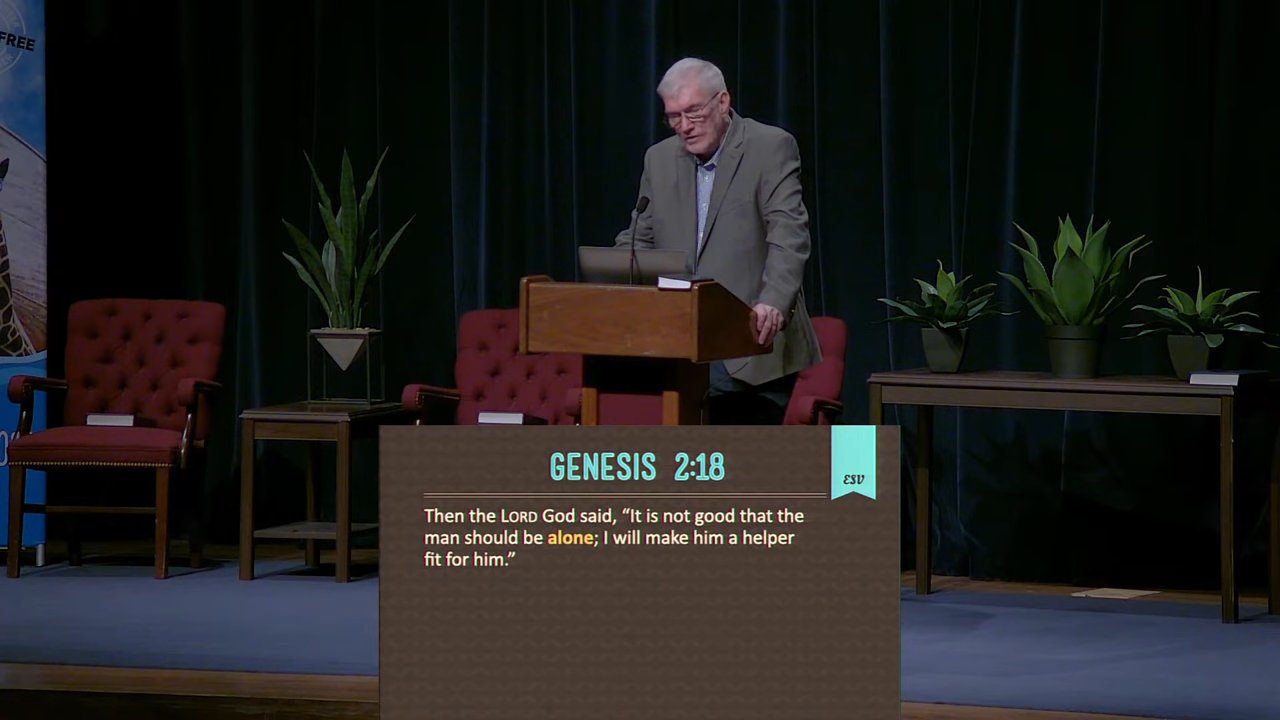 FREE
GENESIS 2:18
ESV
Then the LORD God said, “It is not good that the
man should be alone; I will make him a helper
fit for him.”